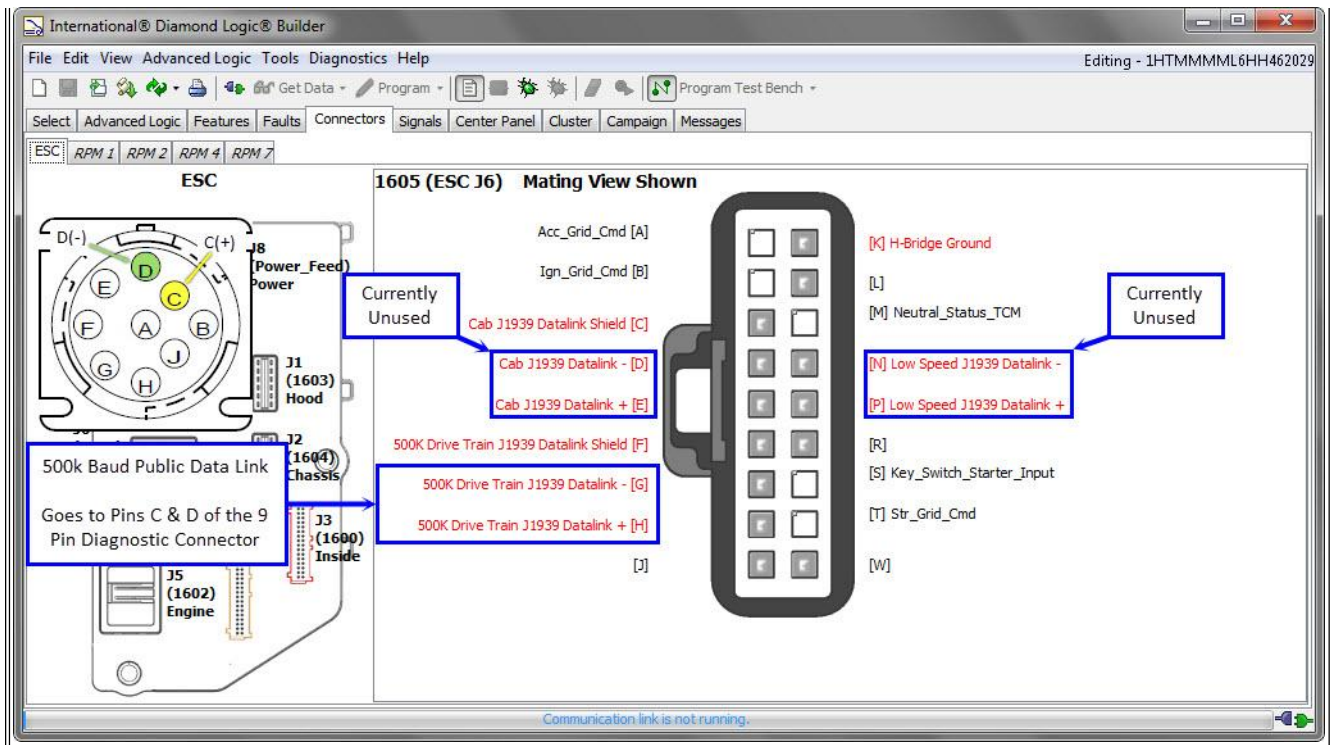 International® Diamond Logic® Builder
File Edit View Advanced Logic Tools Diagnostics Help
Editing - 1HTMMMML6HH462029
Get Data
Program
Program Test Bench
Select Advanced Logic Features Faults Connectors Signals Center Panel Cluster Campaign Messages
ESC RPM 1 RPM 2 RPM 4 RPM 7
ESC
1605 (ESC J6) Mating View Shown
D(-)
C(+)
D
C
E
F
A
B
G
J
H
J8
(Power_Feed)
Power
J1
(1603)
Hood
J2
(1604)
Chassis
J3
(1600)
Inside
J5
(1602)
Engine
500k Baud Public Data Link
Goes to Pins C & D of the 9
Pin Diagnostic Connector
Currently
Unused
Acc_Grid_Cmd [A]
Ign_Grid_Cmd [B]
Cab J1939 Datalink Shield [C]
Cab J1939 Datalink - [D]
Cab J1939 Datalink + [E]
500K Drive Train J1939 Datalink Shield [F]
500K Drive Train J1939 Datalink - [G]
500K Drive Train J1939 Datalink + [H]
[J]
[K] H-Bridge Ground
[L]
[M] Neutral_Status_TCM
[N] Low Speed J1939 Datalink -
[P] Low Speed J1939 Datalink +
[R]
[S] Key_Switch_Starter_Input
[T] Str_Grid_Cmd
[W]
Currently
Unused
Communication link is not running.